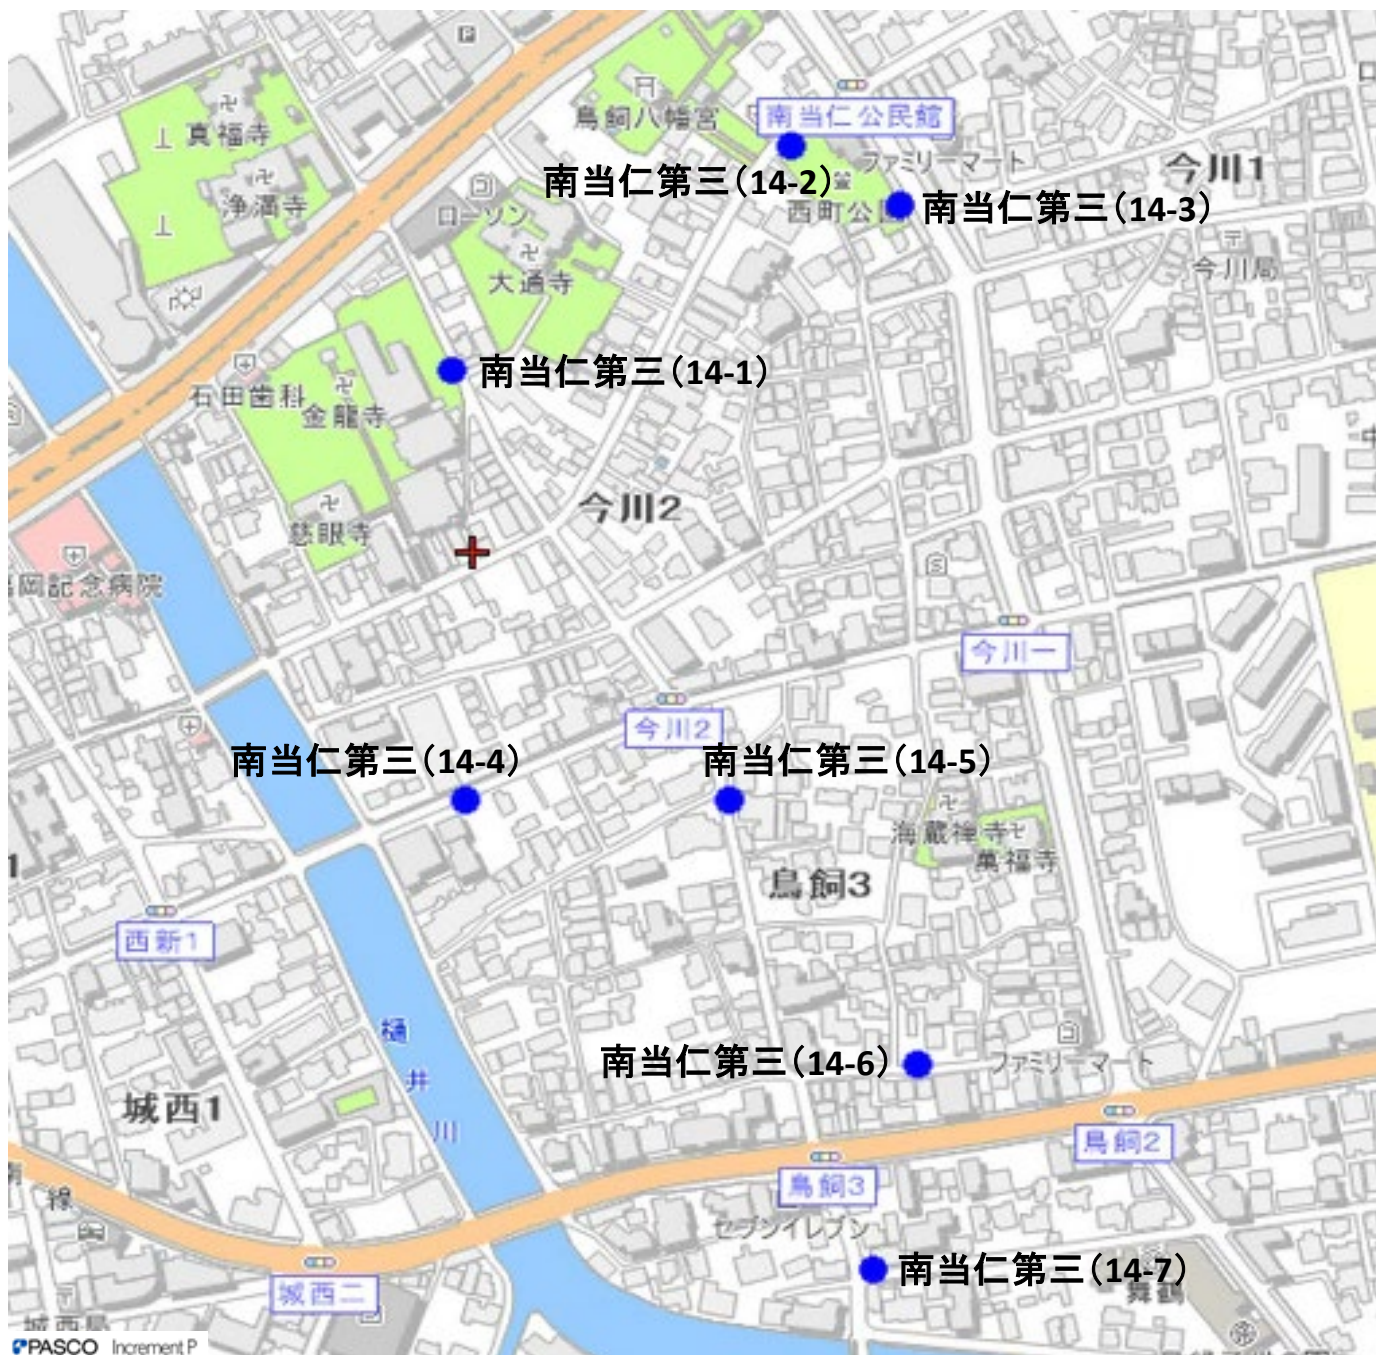 鳥飼八幡宮
南当仁公民館
真福寺
ファミリーマート
今川1
南当仁第三(14-2)
浄満寺
ローソン
西町公園
南当仁第三(14-3)
今川局
大通寺
南当仁第三(14-1)
石田歯科
金龍寺
今川2
慈眼寺
岡記念病院
今川一
今川2
南当仁第三(14-4)
南当仁第三(14-5)
海蔵禅寺
萬福寺
鳥飼3
1
西新1
樋井川
南当仁第三(14-6)
ファミリーマート
城西1
鳥飼2
鳥飼3
線
セブンイレブン
南当仁第三(14-7)
舞鶴
城西二
城西局
PASCO Increment P